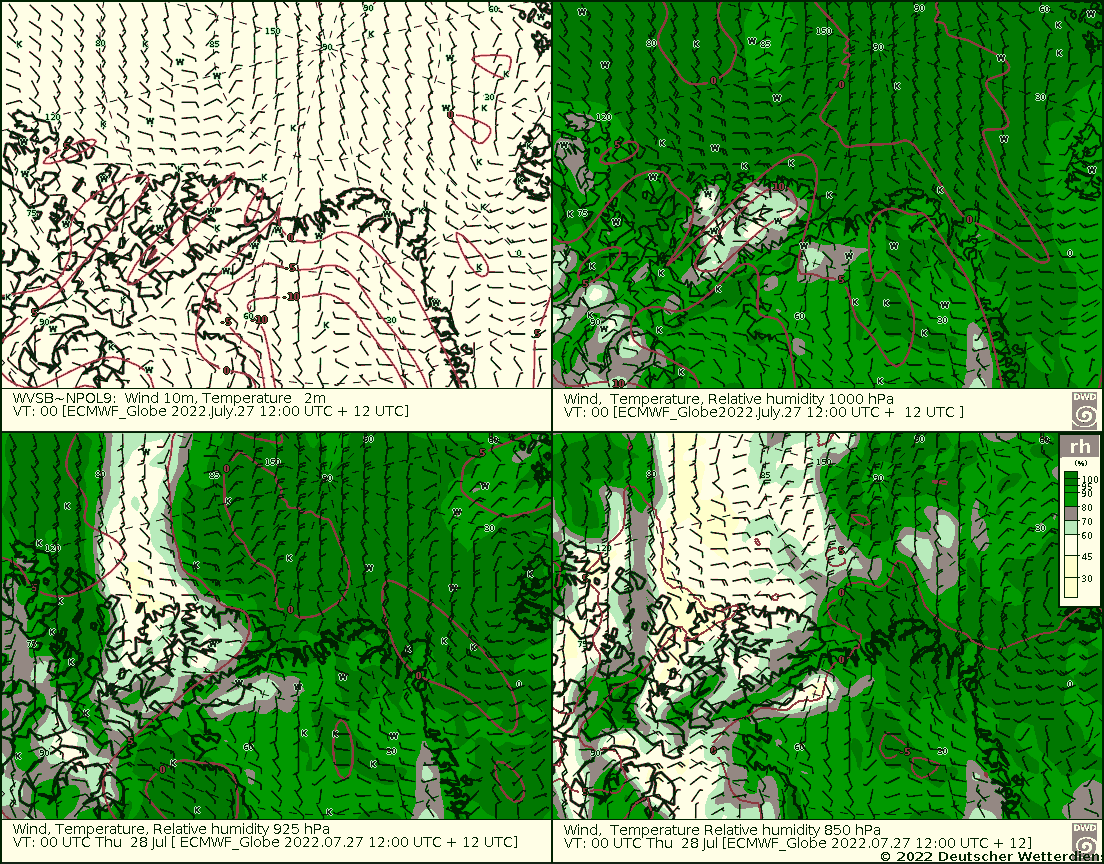 WVSB~NPOL9:  Wind 10m, Temperature   2m
VT: 00 [ECMWF_Globe 2022.July.27 12:00 UTC + 12 UTC]
Wind,  Temperature, Relative humidity 1000 hPa
VT: 00 [ECMWF_Globe2022.July.27 12:00 UTC +  12 UTC ]
DWD
rh
(%)
100
95
90
80
70
60
45
30
Wind, Temperature, Relative humidity 925 hPa
VT: 00 UTC Thu  28 Jul [ ECMWF_Globe 2022.07.27 12:00 UTC + 12 UTC]
Wind,  Temperature Relative humidity 850 hPa
VT: 00 UTC Thu  28 Jul [ECMWF_Globe 2022.07.27 12:00 UTC + 12]
DWD
© 2022 Deutscher Wetterdien